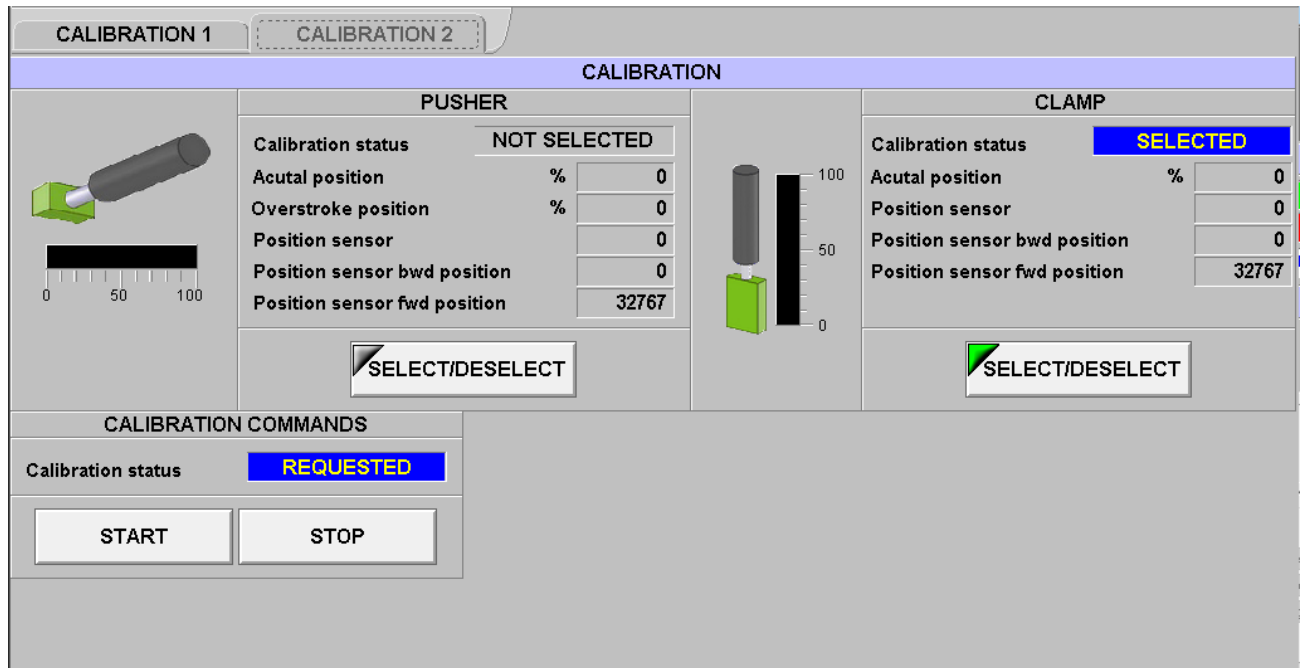 CALIBRATION 1
CALIBRATION 2
CALIBRATION
PUSHER
Calibration status NOT SELECTED
Acutal position % 0
Overstroke position % 0
Position sensor 0
Position sensor bwd position 0
Position sensor fwd position 32767
SELECT/DESELECT
0 50 100
100
50
0
CLAMP
Calibration status SELECTED
Acutal position % 0
Position sensor 0
Position sensor bwd position 0
Position sensor fwd position 32767
SELECT/DESELECT
CALIBRATION COMMANDS
Calibration status REQUESTED
START STOP